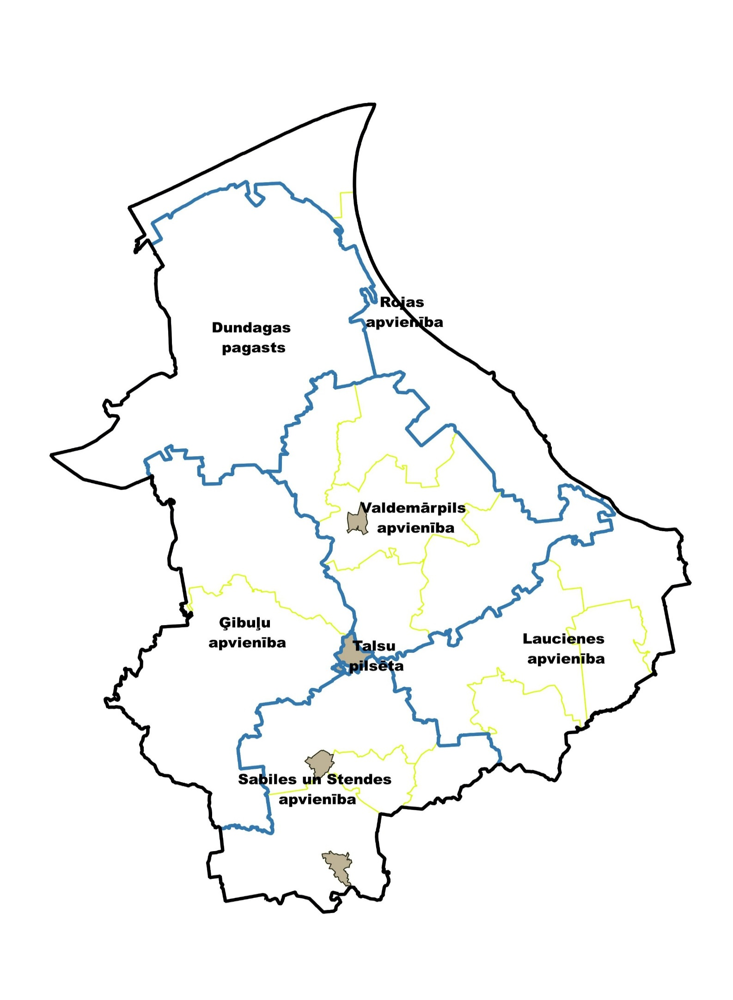 Rojas
apvienība
Dundagas
pagasts
Valdemārpils
apvienība
Ģibuļu
apvienība
Talsu
pilsēta
Laucienes
apvienība
Sabiles un Stendes
apvienība